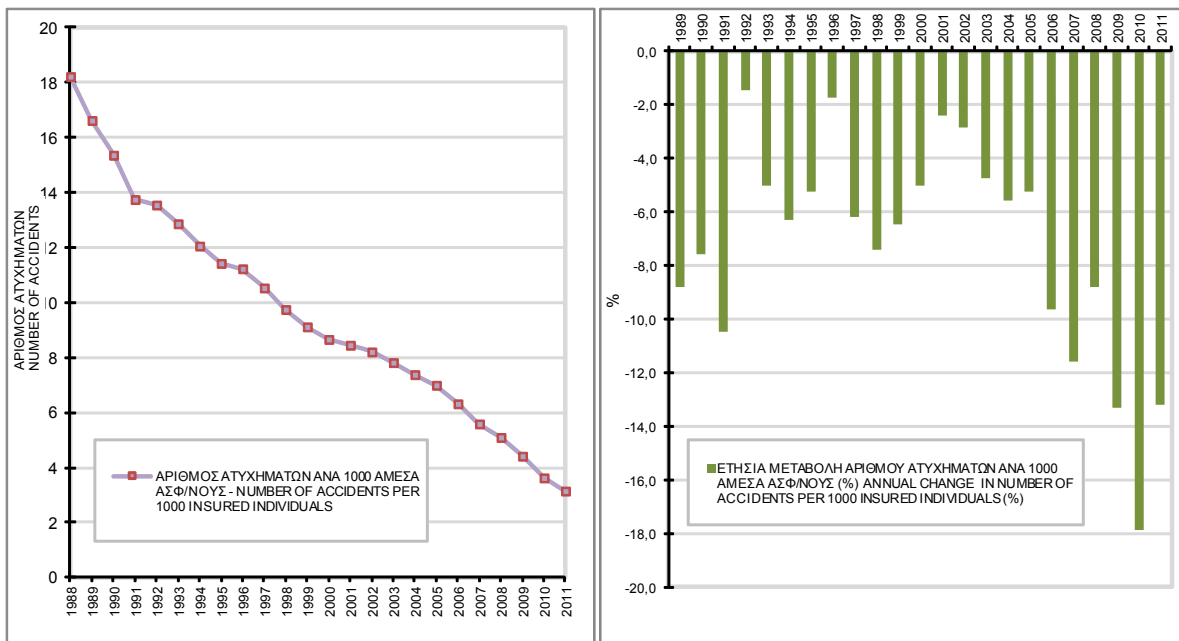 20
18
16
14
12
10
8
6
4
2
0
ΑΡΙΘΜΟΣ ΑΤΥΧΗΜΑΤΩΝ
NUMBER OF ACCIDENTS
ΑΡΙΘΜΟΣ ΑΤΥΧΗΜΑΤΩΝ ΑΝΑ 1000 ΑΜΕΣΑ
ΑΣΦ/ΝΟΥΣ - NUMBER OF ACCIDENTS PER
1000 INSURED INDIVIDUALS
1988 1989 1990 1991 1992 1993 1994 1995 1996 1997 1998 1999 2000 2001 2002 2003 2004 2005 2006 2007 2008 2009 2010 2011
1989 1990 1991 1992 1993 1994 1995 1996 1997 1998 1999 2000 2001 2002 2003 2004 2005 2006 2007 2008 2009 2010 2011
0,0
-2,0
-4,0
-6,0
-8,0
-10,0
-12,0
-14,0
-16,0
-18,0
-20,0
%
ΕΤΗΣΙΑ ΜΕΤΑΒΟΛΗ ΑΡΙΘΜΟΥ ΑΤΥΧΗΜΑΤΩΝ ΑΝΑ 1000
ΑΜΕΣΑ ΑΣΦ/ΝΟΥΣ (%) ANNUAL CHANGE IN NUMBER OF
ACCIDENTS PER 1000 INSURED INDIVIDUALS (%)